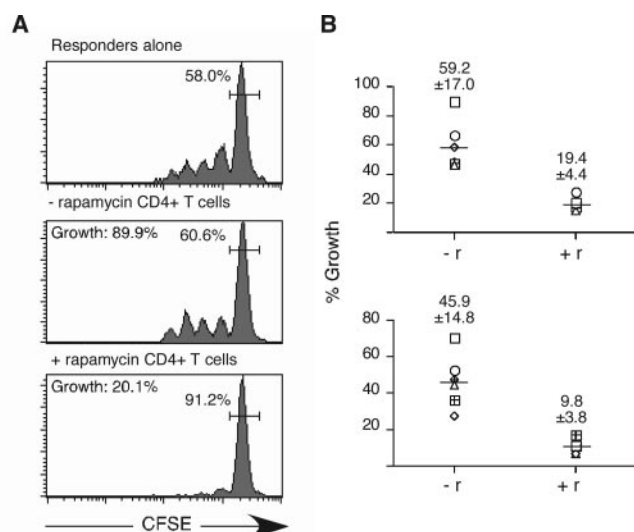 A
Responders alone
58.0%
- rapamycin CD4+ T cells
Growth: 89.9%
60.6%
+ rapamycin CD4+ T cells
Growth: 20.1%
91.2%
CFSE
B
% Growth
59.2
±17.0
100
80
60
40
20
19.4
±4.4
- r
+ r
45.9
±14.8
80
60
40
20
9.8
±3.8
- r
+ r